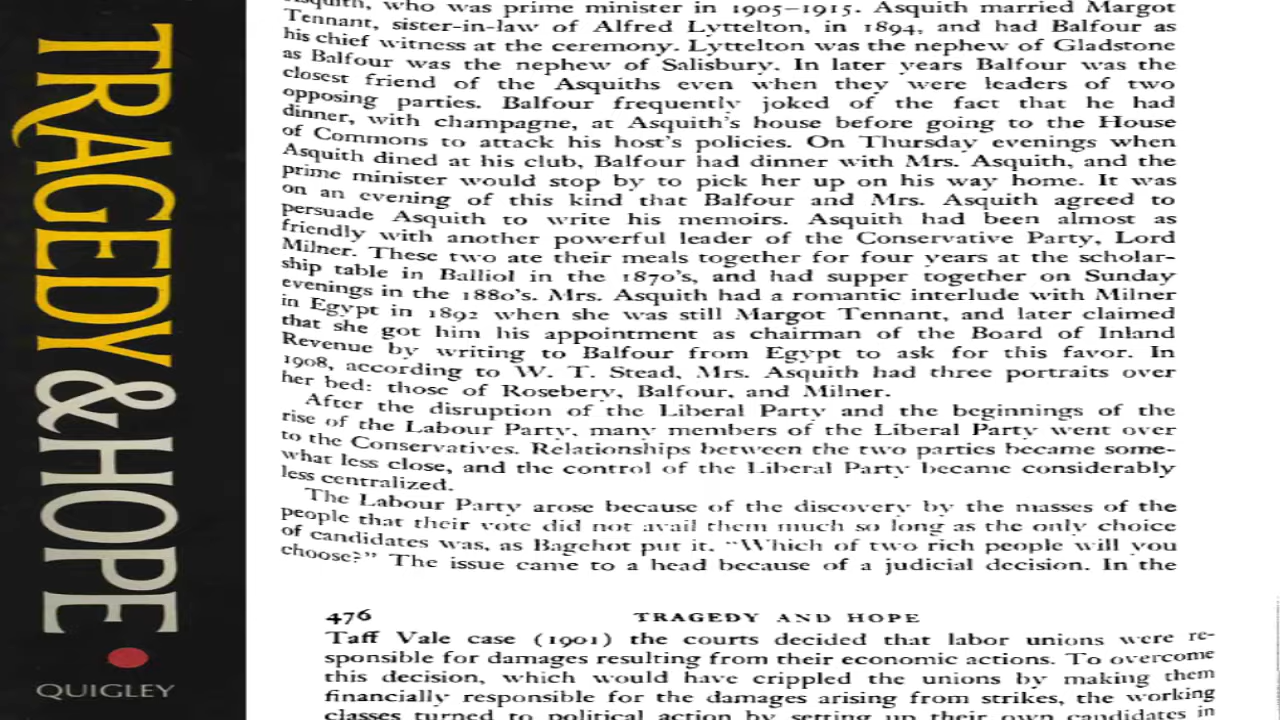 TRAGEDY & HOPE
QUIGLEY
Asquith, who was prime minister in 1905–1915. Asquith married Margot
Tennant, sister-in-law of Alfred Lyttelton, in 1894, and had Balfour as
his chief witness at the ceremony. Lyttelton was the nephew of Gladstone
as Balfour was the nephew of Salisbury. In later years Balfour was the
closest friend of the Asquiths even when they were leaders of two
opposing parties. Balfour frequently joked of the fact that he had
dinner, with champagne, at Asquith's house before going to the House
of Commons to attack his host's policies. On Thursday evenings when
Asquith dined at his club, Balfour had dinner with Mrs. Asquith, and the
prime minister would stop by to pick her up on his way home. It was
on an evening of this kind that Balfour and Mrs. Asquith agreed to
persuade Asquith to write his memoirs. Asquith had been almost as
friendly with another powerful leader of the Conservative Party, Lord
Milner. These two ate their meals together for four years at the scholar-
ship table in Balliol in the 1870's, and had supper together on Sunday
evenings in the 1880's. Mrs. Asquith had a romantic interlude with Milner
in Egypt in 1892 when she was still Margot Tennant, and later claimed
that she got him his appointment as chairman of the Board of Inland
Revenue by writing to Balfour from Egypt to ask for this favor. In
1908, according to W. T. Stead, Mrs. Asquith had three portraits over
her bed: those of Rosebery, Balfour, and Milner.
After the disruption of the Liberal Party and the beginnings of the
rise of the Labour Party, many members of the Liberal Party went over
to the Conservatives. Relationships between the two parties became some-
what less close, and the control of the Liberal Party became considerably
less centralized.
The Labour Party arose because of the discovery by the masses of the
people that their vote did not avail them much so long as the only choice
of candidates was, as Bagehot put it, "Which of two rich people will you
choose?" The issue came to a head because of a judicial decision. In the
476 TRAGEDY AND HOPE
Taff Vale case (1901) the courts decided that labor unions were re-
sponsible for damages resulting from their economic actions. To overcome
this decision, which would have crippled the unions by making them
financially responsible for the damages arising from strikes, the working
classes turned to political action by setting up their own candidates in